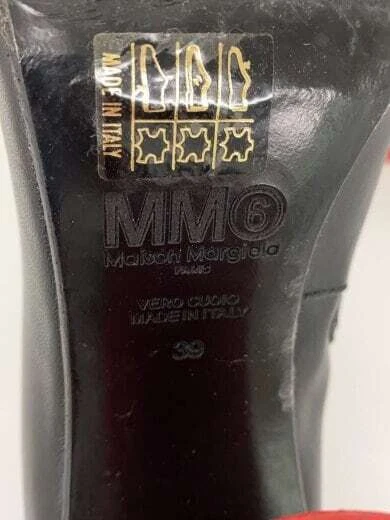 MADE IN ITALY
MM⑥
Maison Margiela
PARIS
VERO CUOIO
MADE IN ITALY
39